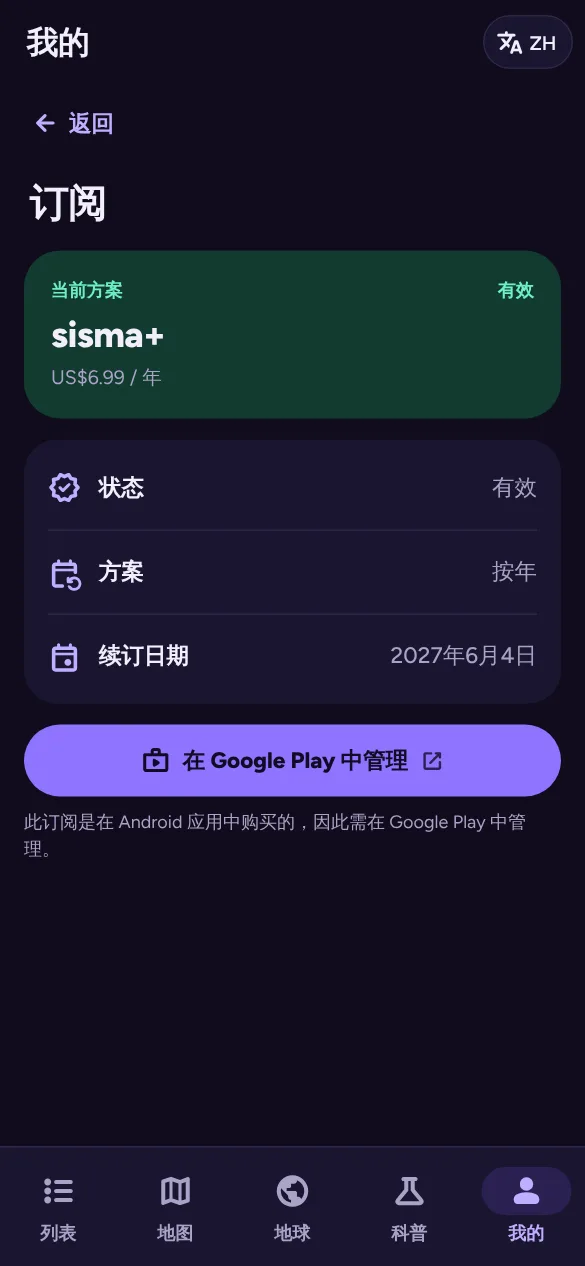 我的
ZH
返回
订阅
当前方案
有效
sisma+
US$6.99 / 年
状态
有效
方案
按年
续订日期
2027年6月4日
在 Google Play 中管理
此订阅是在 Android 应用中购买的，因此需在 Google Play 中管
理。
列表
地图
地球
科普
我的